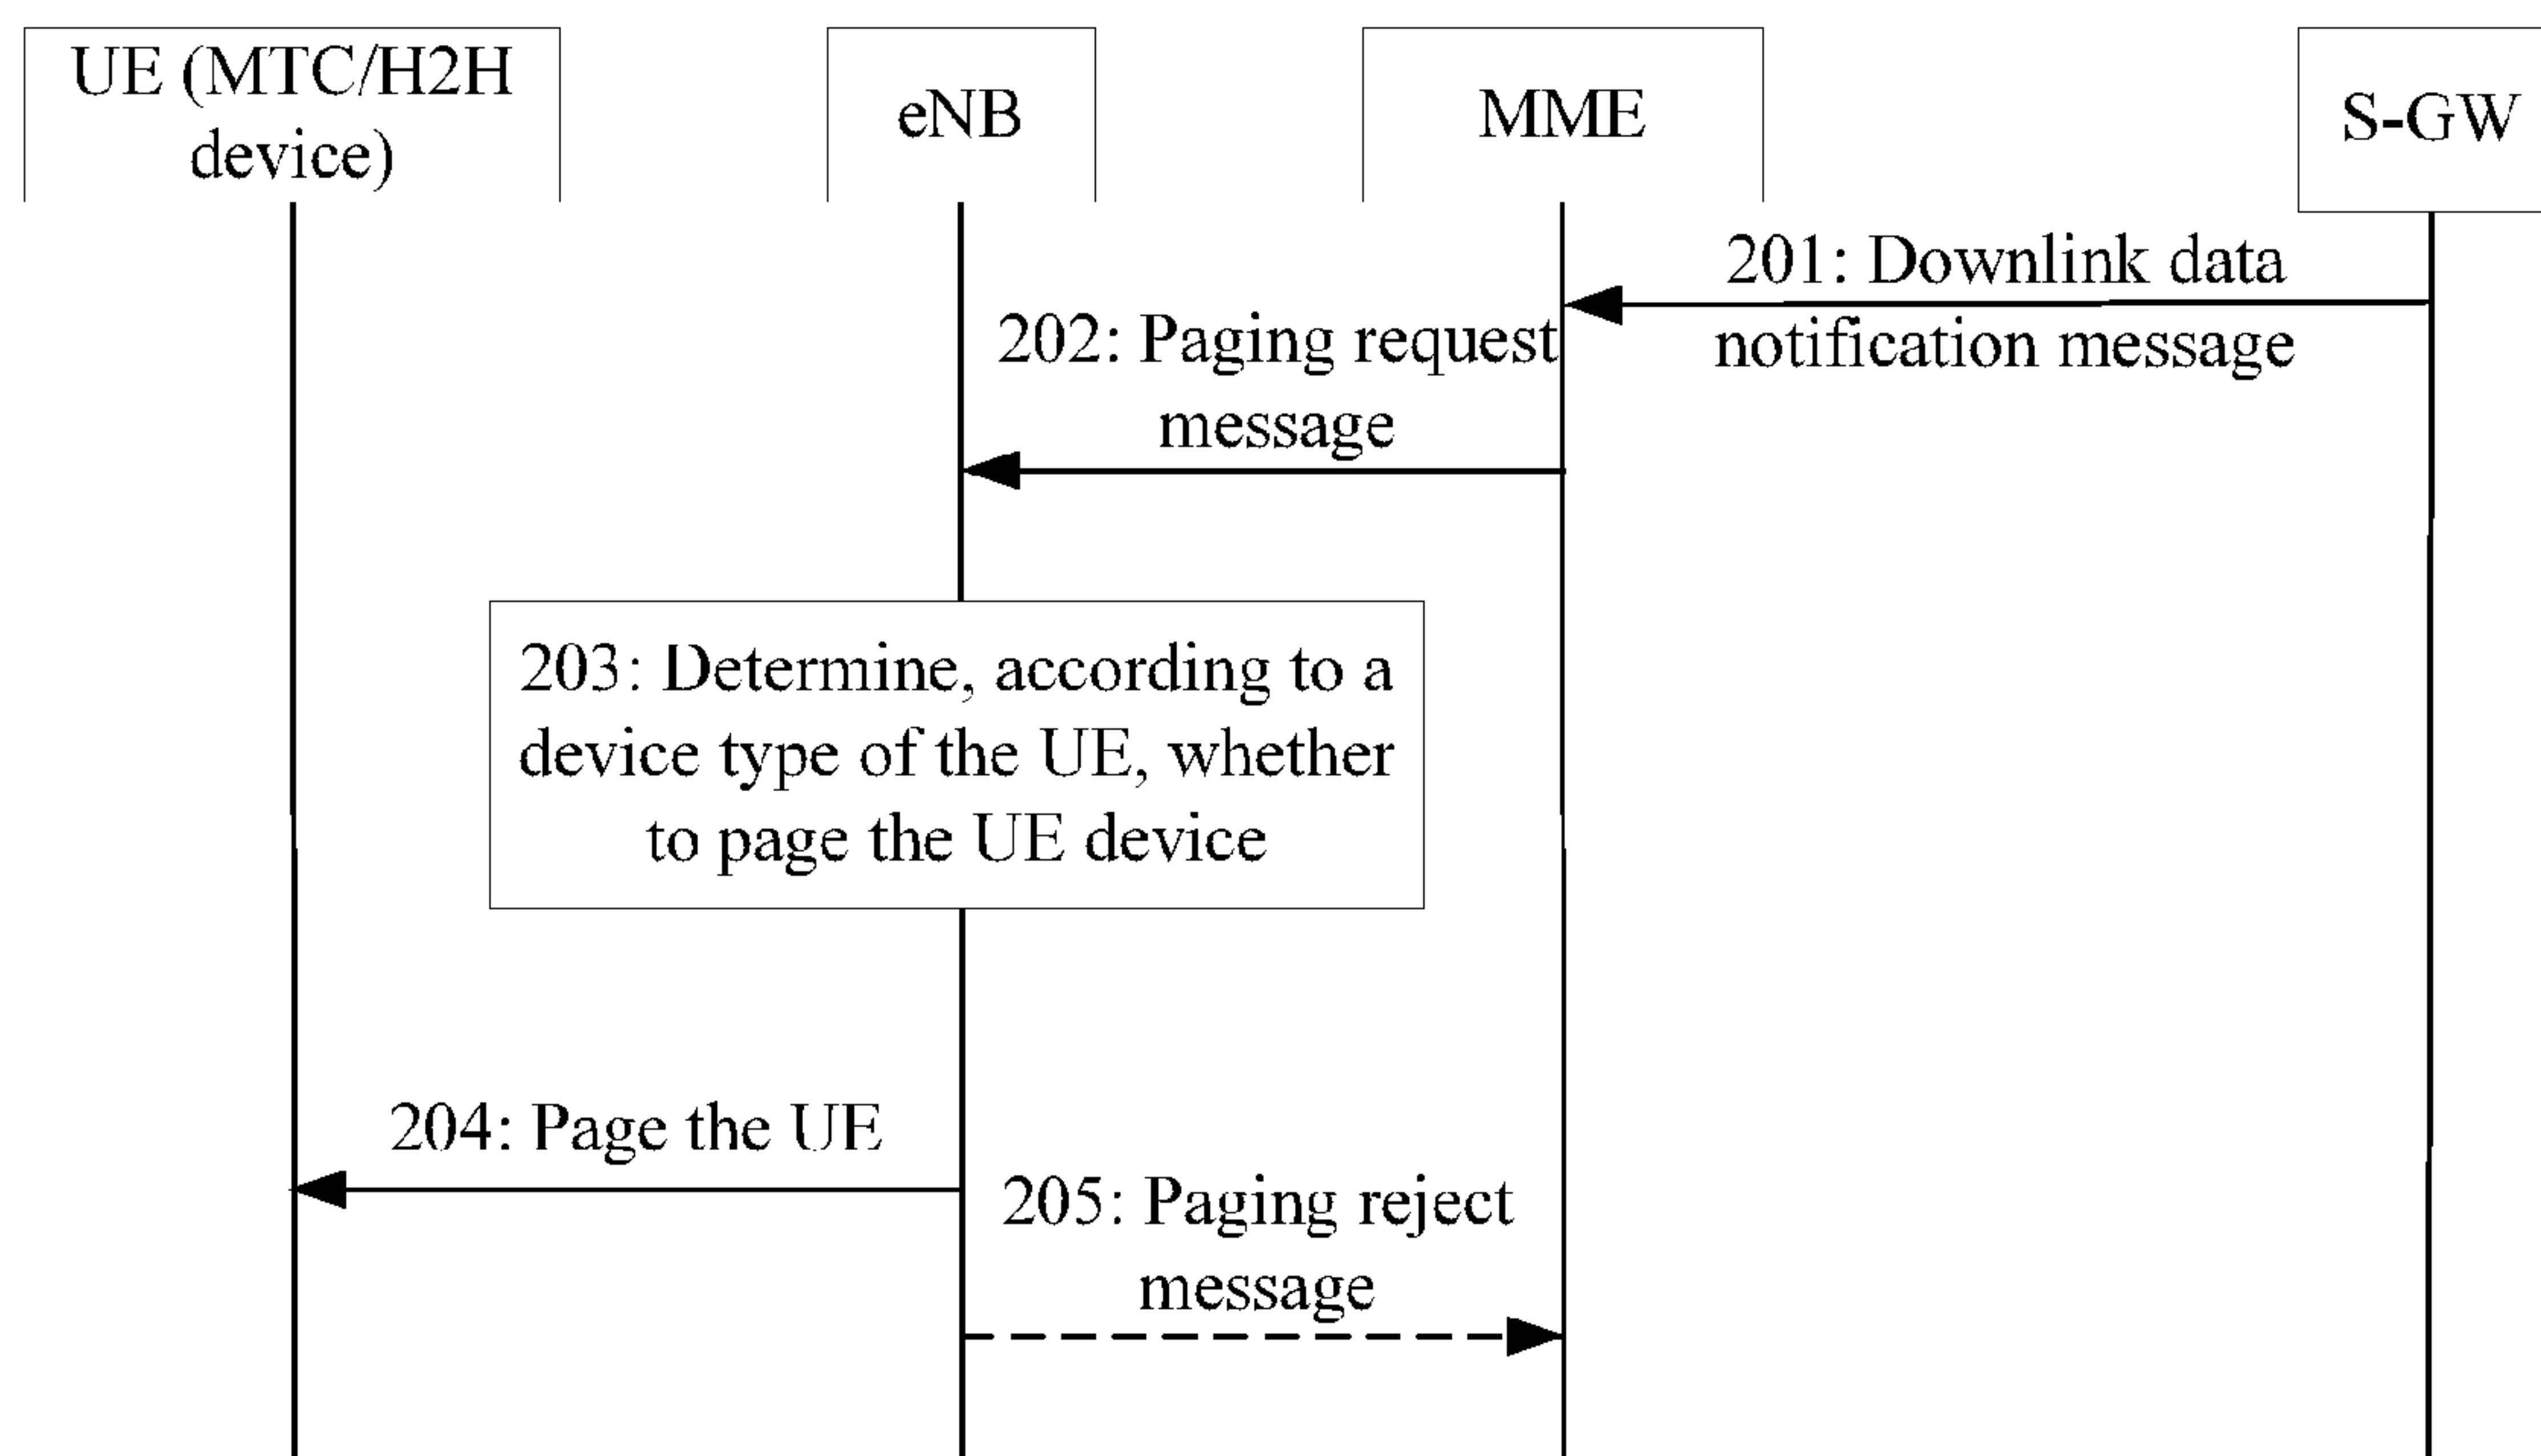 UE (MTC/H2H
device)
eNB
MME
S-GW
201: Downlink data
notification message
202: Paging request
message
203: Determine, according to a
device type of the UE, whether
to page the UE device
204: Page the UE
205: Paging reject
message